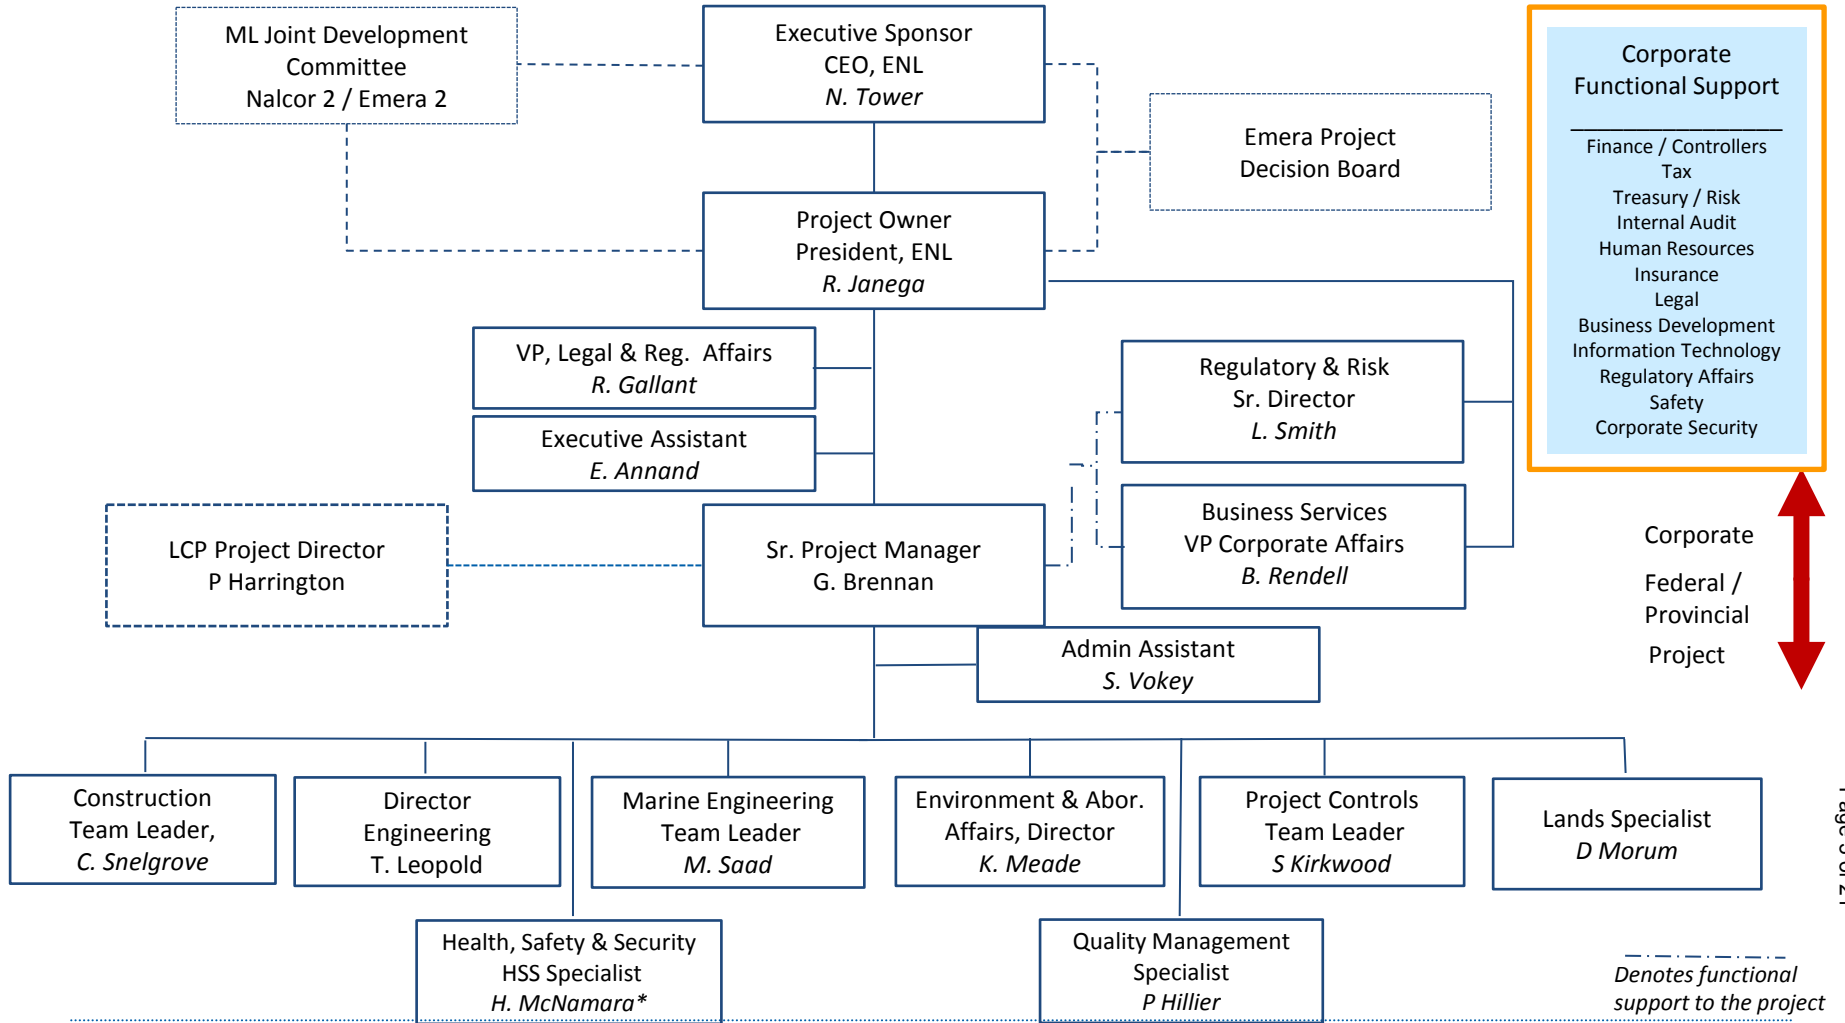 ML Joint Development
Committee
Nalcor 2 / Emera 2
Executive Sponsor
CEO, ENL
N. Tower
Emera Project
Decision Board
Project Owner
President, ENL
R. Janega
VP, Legal & Reg. Affairs
R. Gallant
Executive Assistant
E. Annand
Regulatory & Risk
Sr. Director
L. Smith
Business Services
VP Corporate Affairs
B. Rendell
LCP Project Director
P Harrington
Sr. Project Manager
G. Brennan
Admin Assistant
S. Vokey
Construction
Team Leader,
C. Snelgrove
Director
Engineering
T. Leopold
Marine Engineering
Team Leader
M. Saad
Environment & Abor.
Affairs, Director
K. Meade
Project Controls
Team Leader
S Kirkwood
Lands Specialist
D Morum
Health, Safety & Security
HSS Specialist
H. McNamara*
Quality Management
Specialist
P Hillier
Corporate
Functional Support
Finance / Controllers
Tax
Treasury / Risk
Internal Audit
Human Resources
Insurance
Legal
Business Development
Information Technology
Regulatory Affairs
Safety
Corporate Security
Corporate
Federal /
Provincial
Project
Denotes functional
support to the project